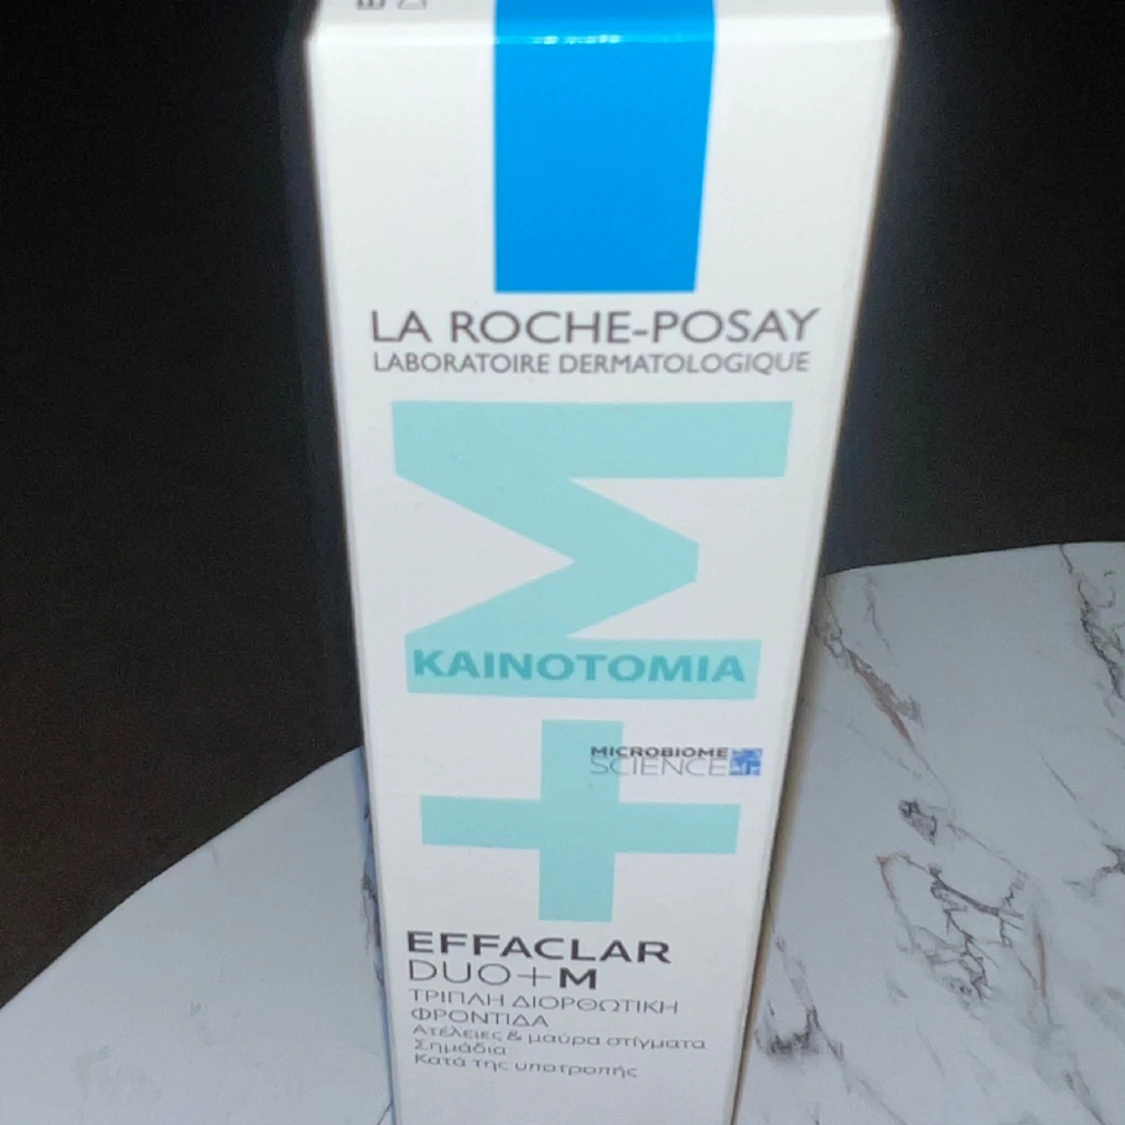 LA ROCHE-POSAY
LABORATOIRE DERMATOLOGIQUE
M
ΚΑΙΝΟΤΟΜΙΑ
+
MICROBIOME
SCIENCE
EFFACLAR
DUO+M
ΤΡΙΠΛΗ ΔΙΟΡΘΩΤΙΚΗ
ΦΡΟΝΤΙΔΑ
Ατέλειες & μαύρα στίγματα
Σημάδια
Κατά της υποτροπής